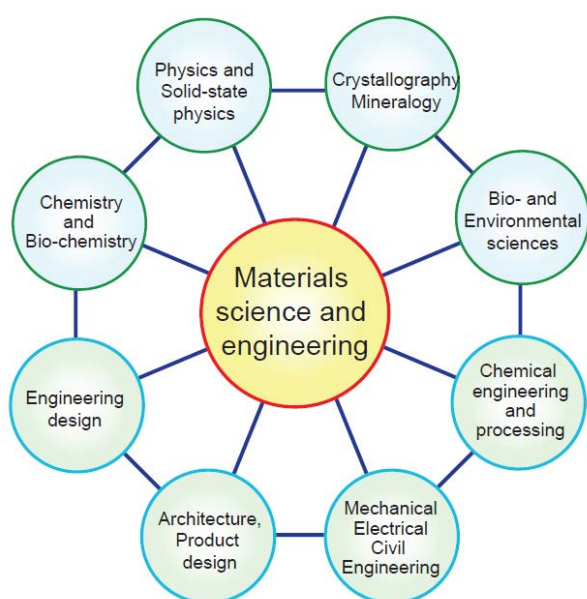 Physics and
Solid-state
physics
Crystallography
Mineralogy
Chemistry
and
Bio-chemistry
Bio- and
Environmental
sciences
Materials
science and
engineering
Engineering
design
Chemical
engineering
and
processing
Architecture,
Product
design
Mechanical
Electrical
Civil
Engineering